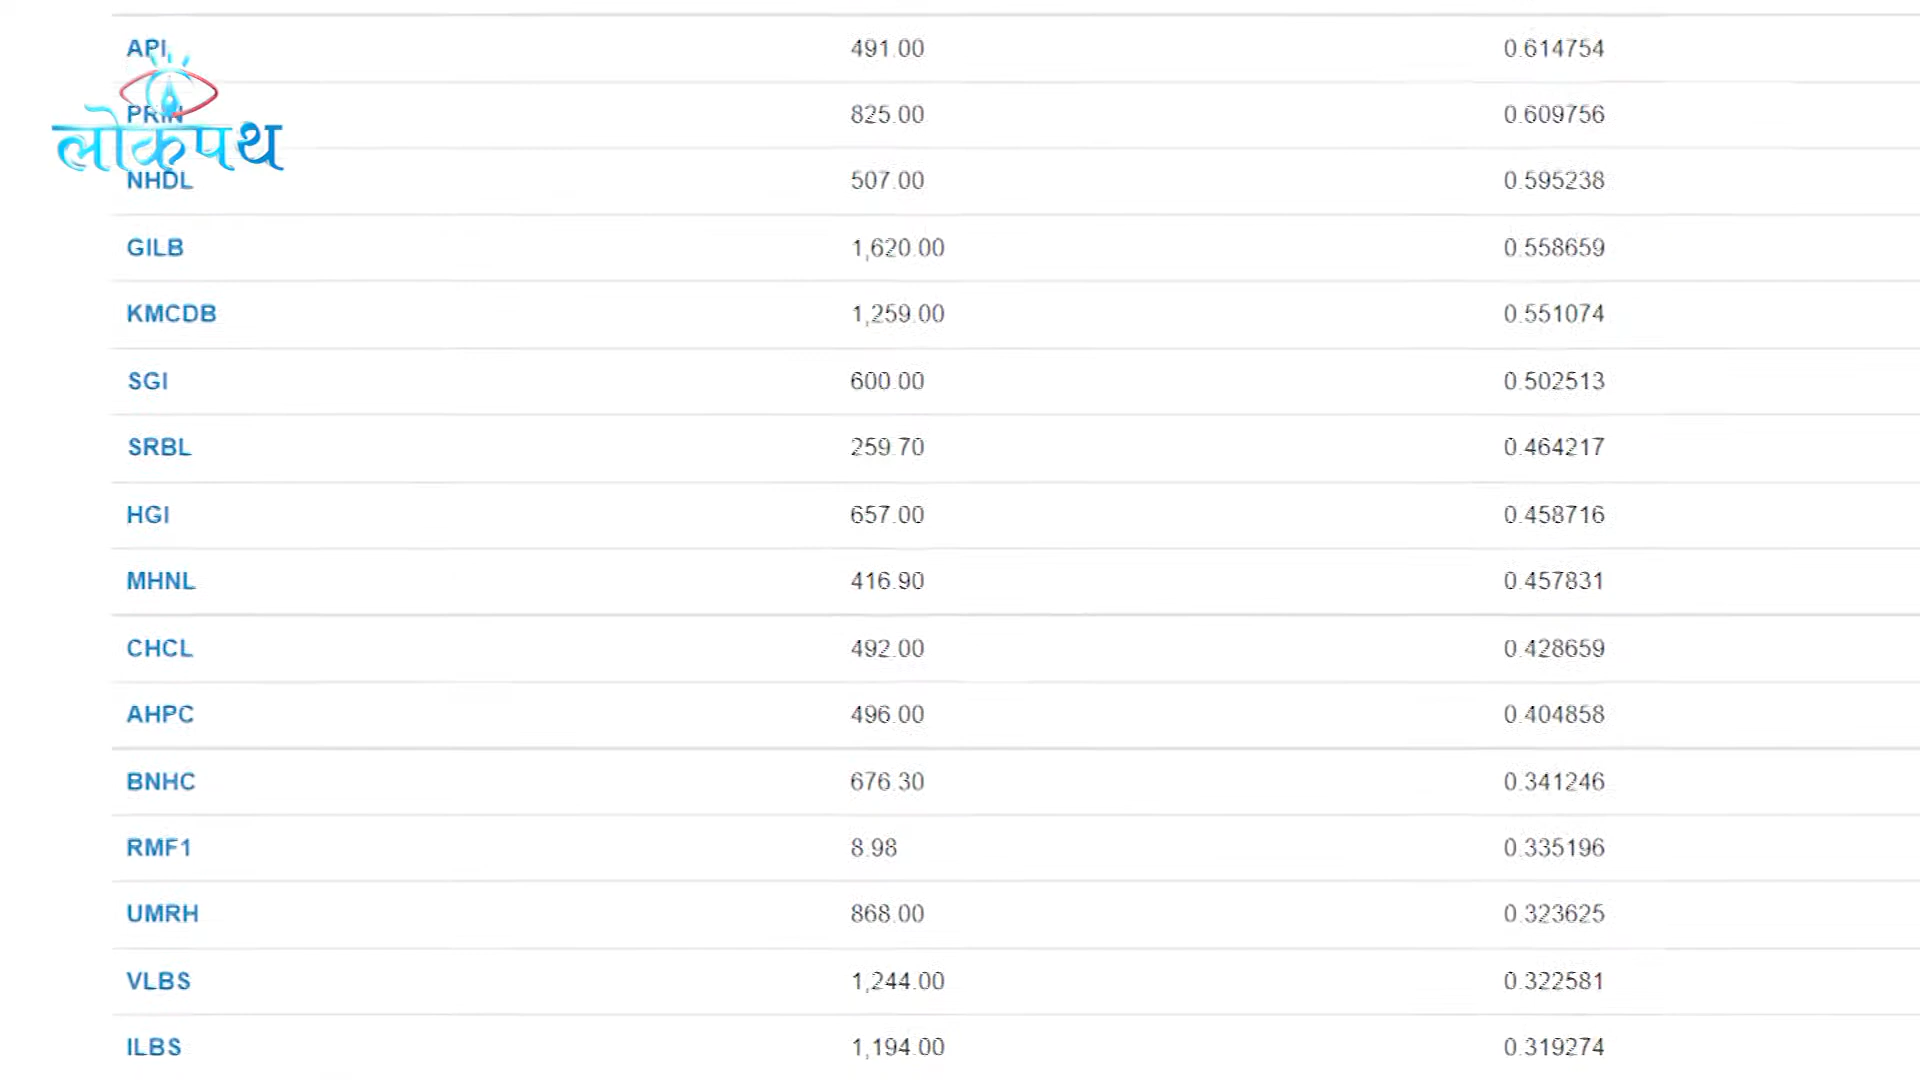 API 491.00 0.614754
PRIN 825.00 0.609756
लोकपथ
NHDL 507.00 0.595238
GILB 1,620.00 0.558659
KMCDB 1,259.00 0.551074
SGI 600.00 0.502513
SRBL 259.70 0.464217
HGI 657.00 0.458716
MHNL 416.90 0.457831
CHCL 492.00 0.428659
AHPC 496.00 0.404858
BNHC 676.30 0.341246
RMF1 8.98 0.335196
UMRH 868.00 0.323625
VLBS 1,244.00 0.322581
ILBS 1,194.00 0.319274